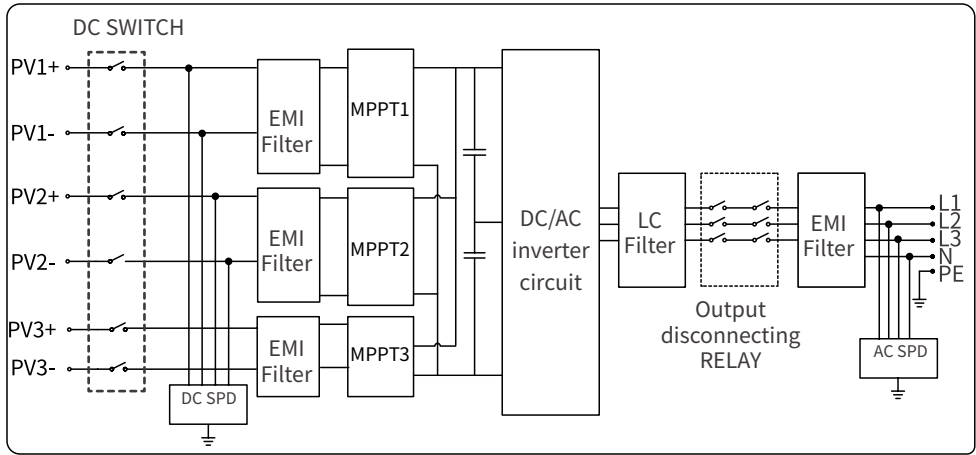 DC SWITCH
PV1+
PV1-
PV2+
PV2-
PV3+
PV3-
DC SPD
EMI
Filter
MPPT1
EMI
Filter
MPPT2
EMI
Filter
MPPT3
DC/AC
inverter
circuit
LC
Filter
Output
disconnecting
RELAY
EMI
Filter
L1
L2
L3
N
PE
AC SPD